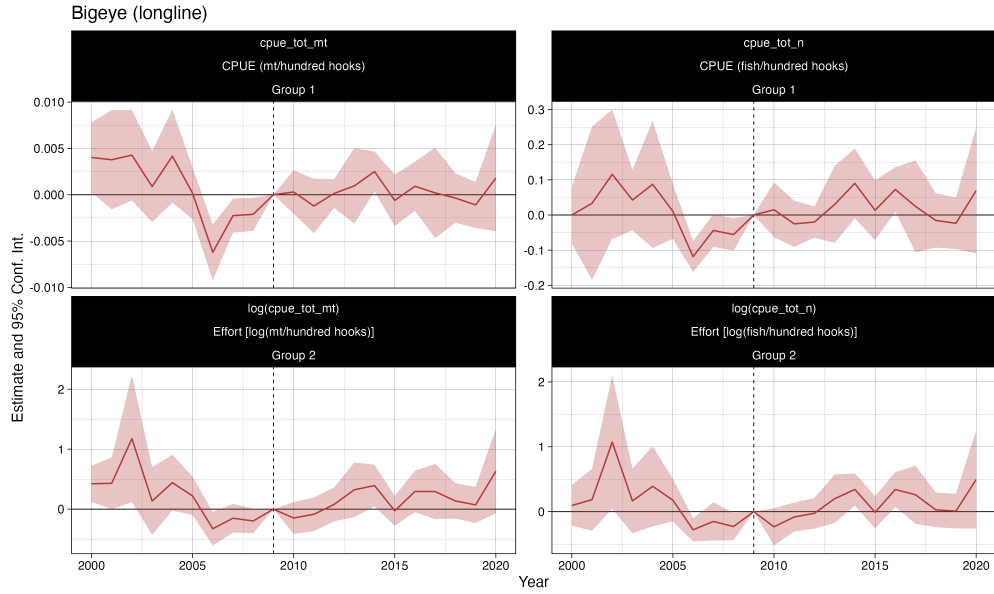 Bigeye (longline)
cpue_tot_mt
CPUE (mt/hundred hooks)
Group 1
cpue_tot_n
CPUE (fish/hundred hooks)
Group 1
0.010
0.005
0.000
-0.005
-0.010
0.3
0.2
0.1
0.0
-0.1
-0.2
Estimate and 95% Conf. Int.
log(cpue_tot_mt)
Effort [log(mt/hundred hooks)]
Group 2
log(cpue_tot_n)
Effort [log(fish/hundred hooks)]
Group 2
2
1
0
2
1
0
2000 2005 2010 2015 2020
2000 2005 2010 2015 2020
Year